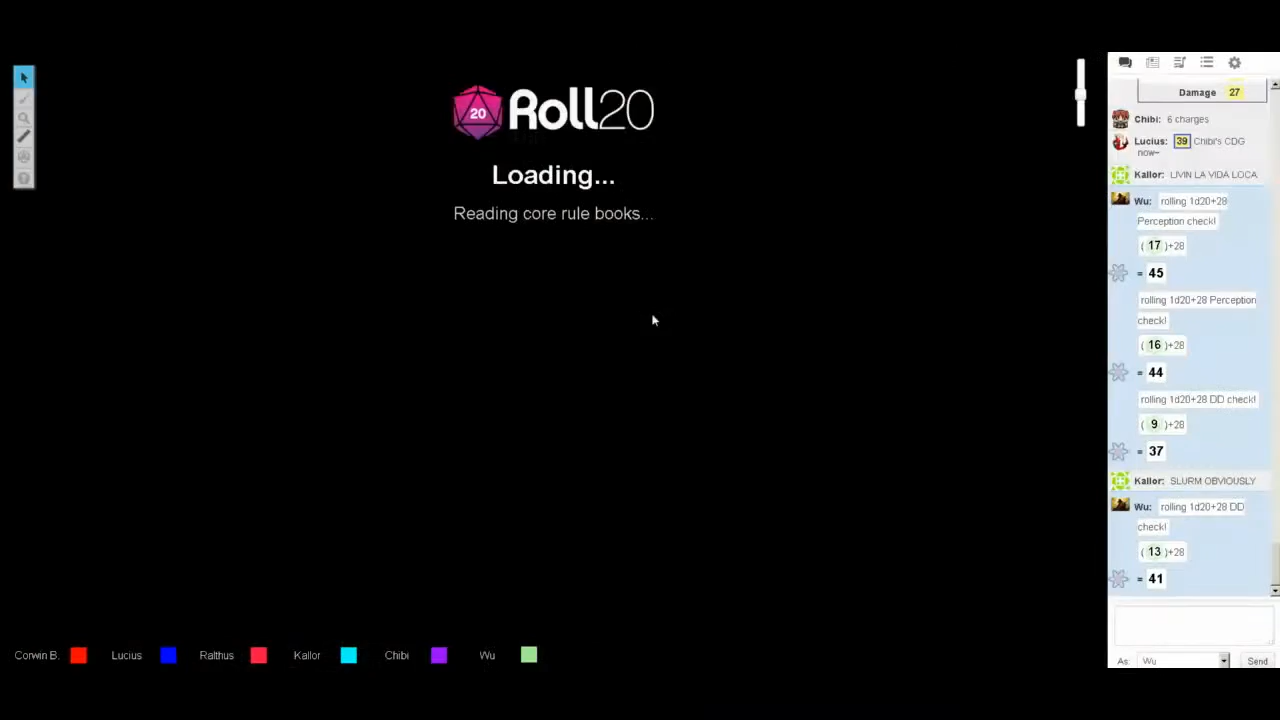 20 Roll20
Loading...
Reading core rule books...
Damage 27
Chibi: 6 charges
Lucius: 39 Chibi's CDG
now~
Kallor: LIVIN LA VIDA LOCA
Wu: rolling 1d20+28
Perception check!
(17)+28
= 45
rolling 1d20+28 Perception
check!
(16)+28
= 44
rolling 1d20+28 DD check!
(9)+28
= 37
Kallor: SLURM OBVIOUSLY
Wu: rolling 1d20+28 DD
check!
(13)+28
= 41
As: Wu Send
Corwin B. Lucius Ralthus Kallor Chibi Wu